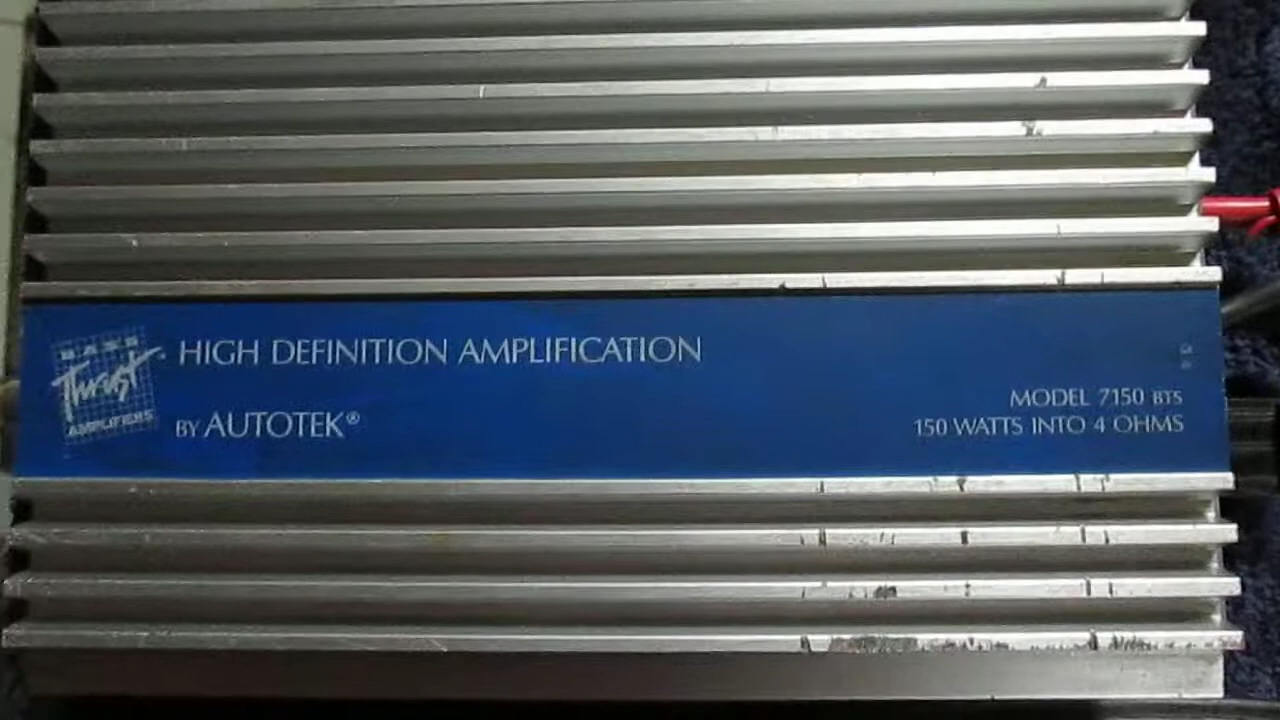 BASS
Thrust
AMPLIFIERS
HIGH DEFINITION AMPLIFICATION
BY AUTOTEK®
MODEL 7150 BTS
150 WATTS INTO 4 OHMS